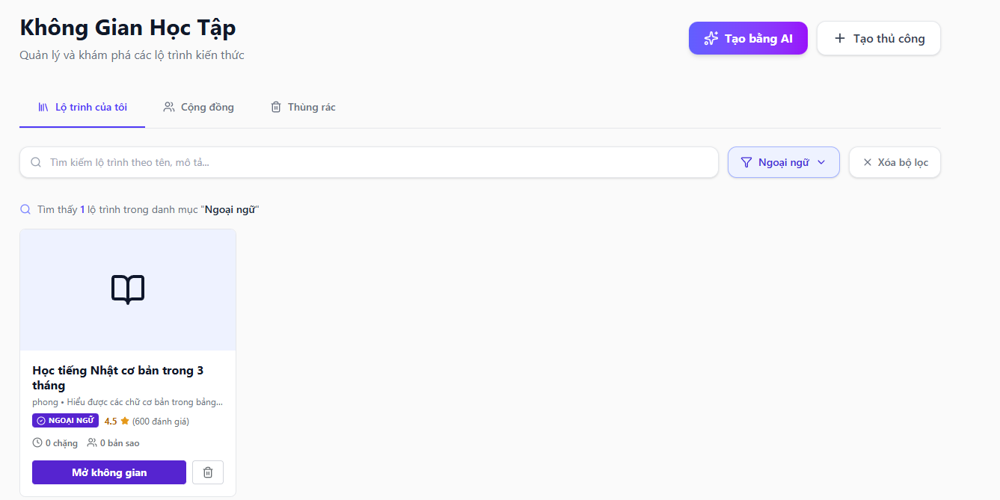 Không Gian Học Tập
Quản lý và khám phá các lộ trình kiến thức
Tạo bằng AI
Tạo thủ công
Lộ trình của tôi
Cộng đồng
Thùng rác
Tìm kiếm lộ trình theo tên, mô tả...
Ngoại ngữ
Xóa bộ lọc
Tìm thấy 1 lộ trình trong danh mục "Ngoại ngữ"
Học tiếng Nhật cơ bản trong 3
tháng
phong • Hiểu được các chữ cơ bản trong bảng...
NGOẠI NGỮ
4.5 ★ (600 đánh giá)
0 chặng
0 bản sao
Mở không gian